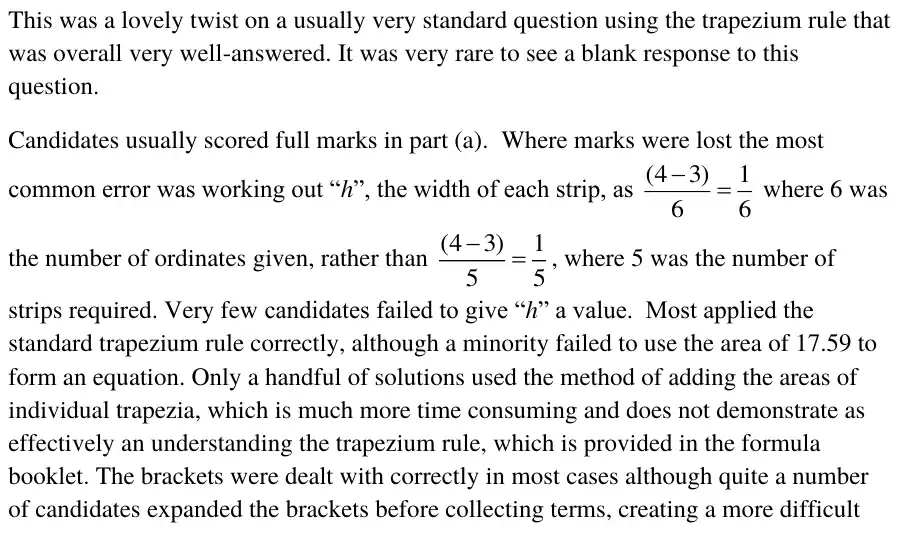 This was a lovely twist on a usually very standard question using the trapezium rule that
was overall very well-answered. It was very rare to see a blank response to this
question.
Candidates usually scored full marks in part (a).  Where marks were lost the most
common error was working out “h”, the width of each strip, as (4−3)/6 = 1/6 where 6 was
the number of ordinates given, rather than (4−3)/5 = 1/5, where 5 was the number of
strips required. Very few candidates failed to give “h” a value.  Most applied the
standard trapezium rule correctly, although a minority failed to use the area of 17.59 to
form an equation. Only a handful of solutions used the method of adding the areas of
individual trapezia, which is much more time consuming and does not demonstrate as
effectively an understanding the trapezium rule, which is provided in the formula
booklet. The brackets were dealt with correctly in most cases although quite a number
of candidates expanded the brackets before collecting terms, creating a more difficult